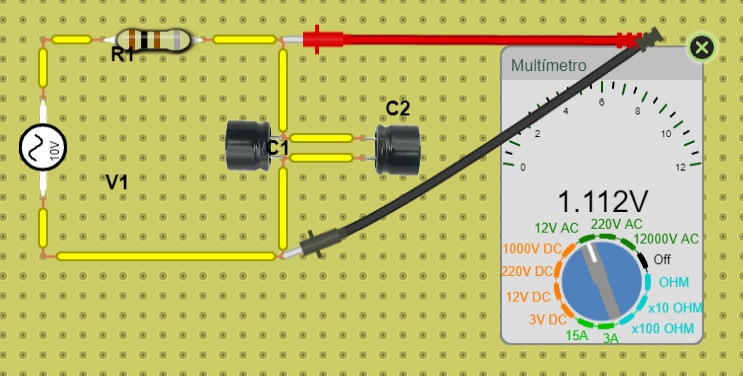 R1
10V
V1
C1
C2
Multímetro
0
2
4
6
8
10
12
1.112V
12V AC
220V AC
12000V AC
1000V DC
Off
220V DC
OHM
12V DC
x10 OHM
3V DC
x100 OHM
15A
3A